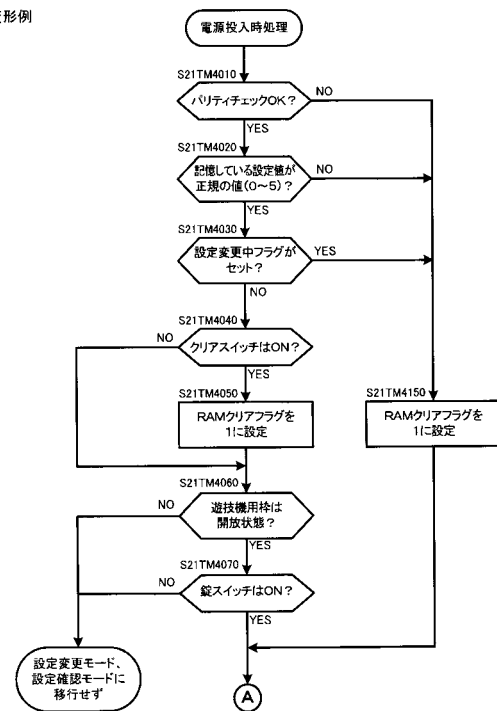 形例
電源投入時処理
S21TM4010
パリティチェックOK？
NO
YES
S21TM4020
記憶している設定値が
正規の値(0～5)？
NO
YES
S21TM4030
設定変更中フラグが
セット？
YES
NO
S21TM4040
NO
クリアスイッチはON？
YES
S21TM4050
RAMクリアフラグを
1に設定
S21TM4150
RAMクリアフラグを
1に設定
S21TM4060
NO
遊技機用枠は
開放状態？
YES
S21TM4070
NO
錠スイッチはON？
YES
設定変更モード、
設定確認モードに
移行せず
A